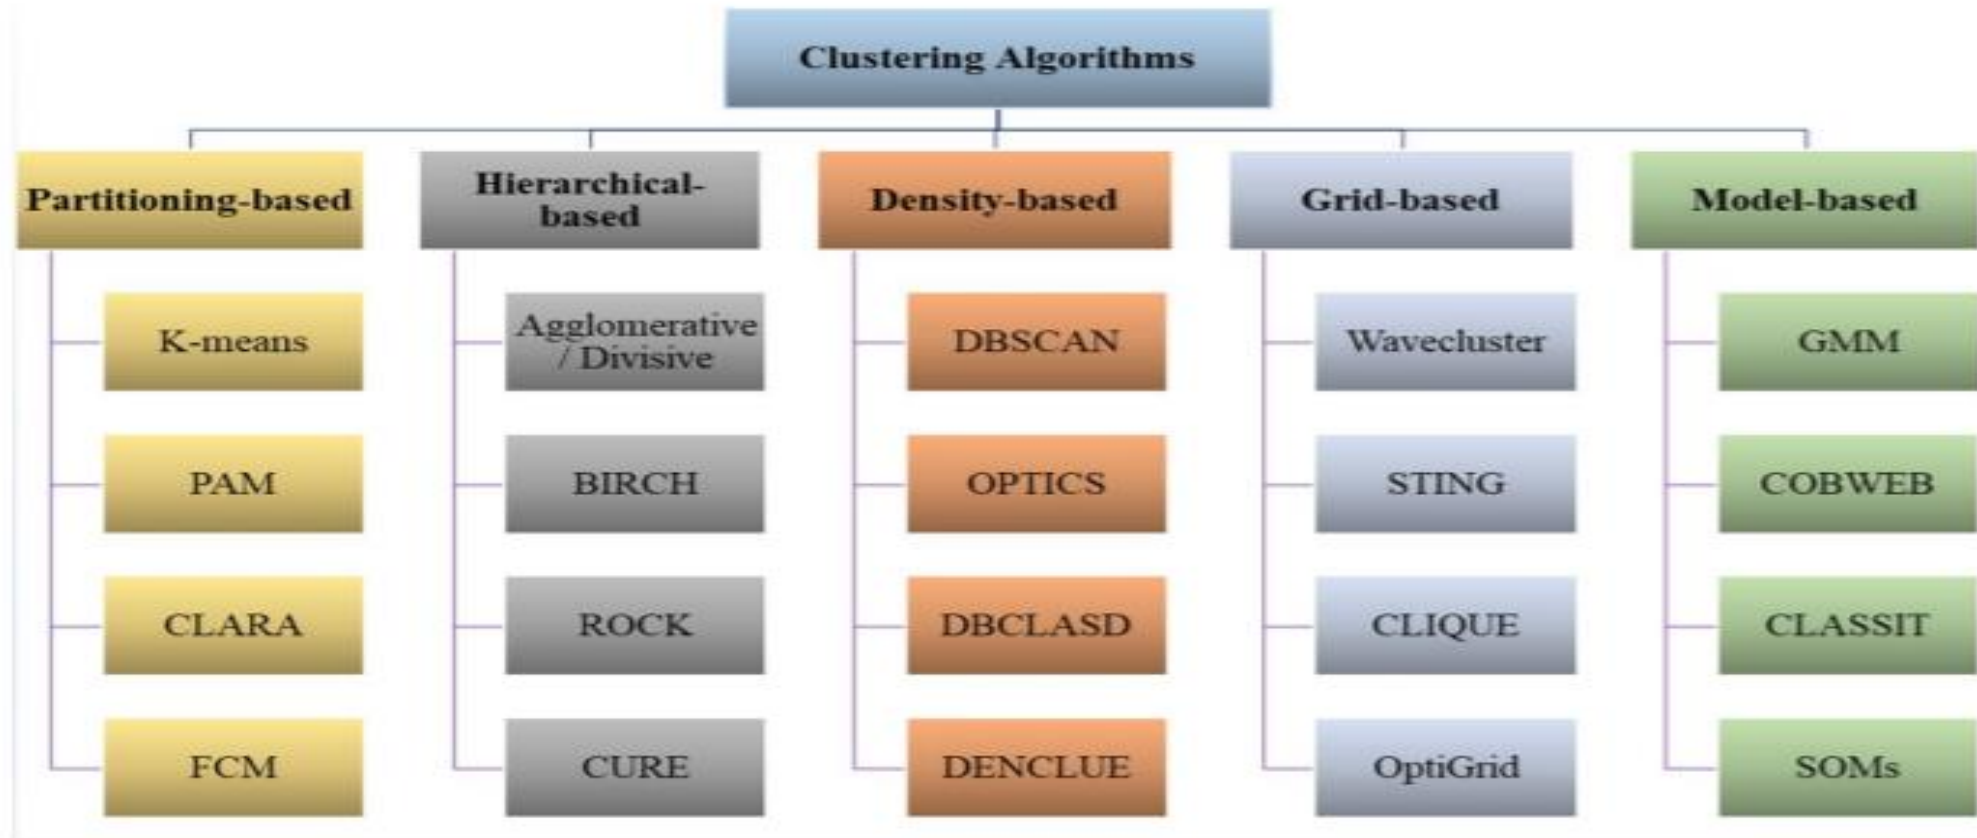 Clustering Algorithms
Partitioning-based
Hierarchical-
based
Density-based
Grid-based
Model-based
K-means
Agglomerative
/ Divisive
DBSCAN
Wavecluster
GMM
PAM
BIRCH
OPTICS
STING
COBWEB
CLARA
ROCK
DBCLASD
CLIQUE
CLASSIT
FCM
CURE
DENCLUE
OptiGrid
SOMs